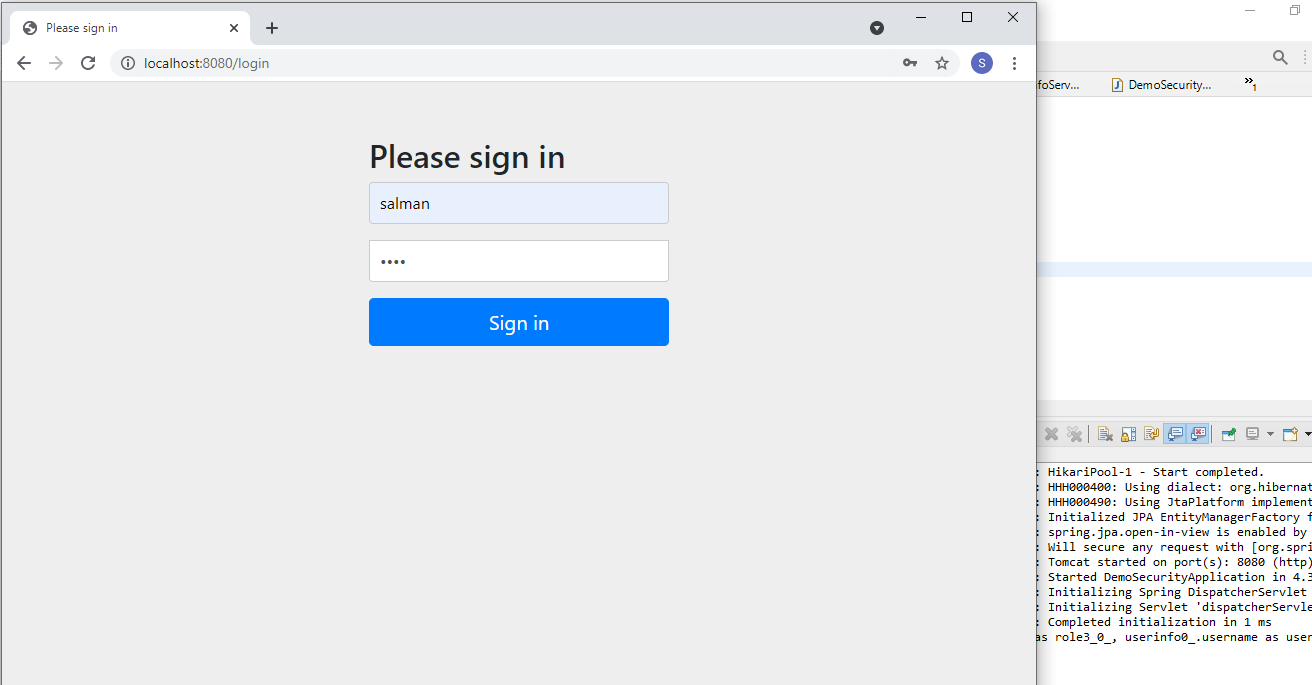 Please sign in
localhost:8080/login
S
Please sign in
salman
••••
Sign in
foServ...
DemoSecurity...
»1
: HikariPool-1 - Start completed.
: HHH000400: Using dialect: org.hibernat
: HHH000490: Using JtaPlatform implement
: Initialized JPA EntityManagerFactory f
: spring.jpa.open-in-view is enabled by
: Will secure any request with [org.spri
: Tomcat started on port(s): 8080 (http)
: Started DemoSecurityApplication in 4.3
: Initializing Spring DispatcherServlet
: Initializing Servlet 'dispatcherServle
: Completed initialization in 1 ms
as role3_0_, userinfo0_.username as user